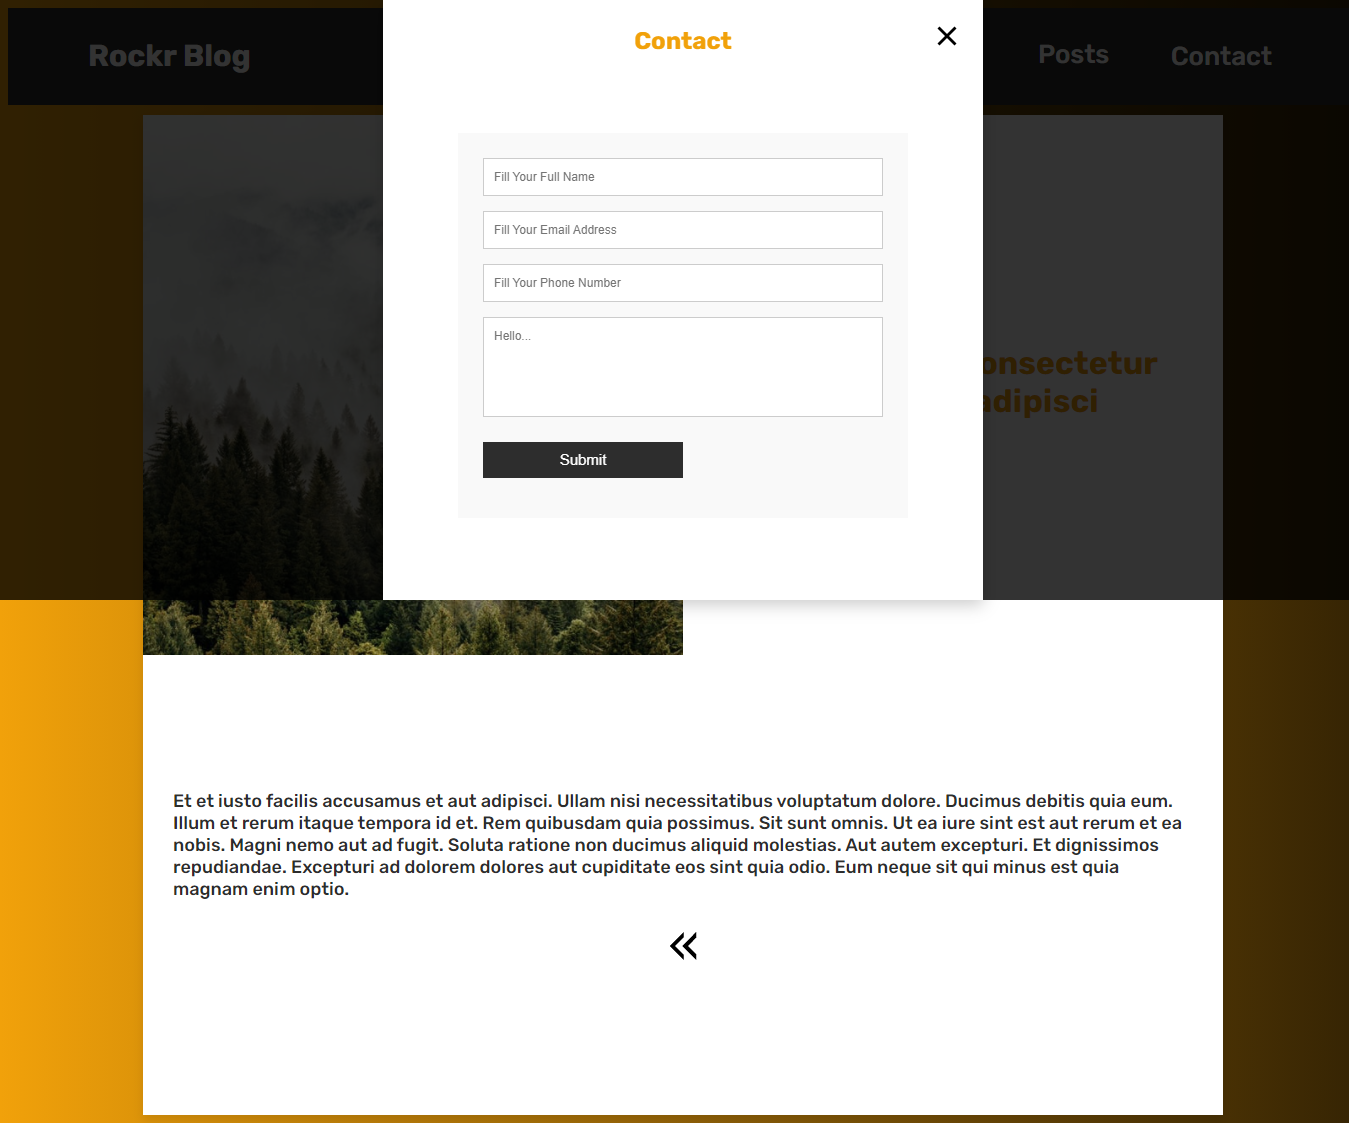 Rockr Blog
Posts
Contact
Contact
Fill Your Full Name
Fill Your Email Address
Fill Your Phone Number
Hello...
Submit
adipisci
Et et iusto facilis accusamus et aut adipisci. Ullam nisi necessitatibus voluptatum dolore. Ducimus debitis quia eum.
Illum et rerum itaque tempora id et. Rem quibusdam quia possimus. Sit sunt omnis. Ut ea iure sint est aut rerum et ea
nobis. Magni nemo aut ad fugit. Soluta ratione non ducimus aliquid molestias. Aut autem excepturi. Et dignissimos
repudiandae. Excepturi ad dolorem dolores aut cupiditate eos sint quia odio. Eum neque sit qui minus est quia
magnam enim optio.